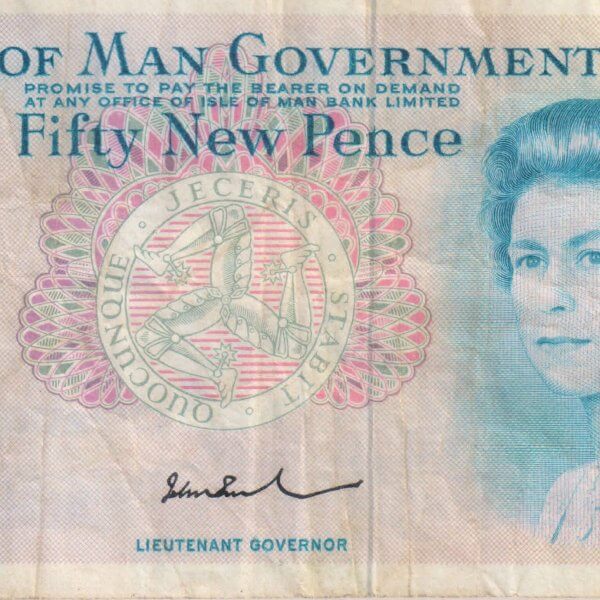 OF MAN GOVERNMENT
PROMISE TO PAY THE BEARER ON DEMAND
AT ANY OFFICE OF ISLE OF MAN BANK LIMITED
Fifty New Pence
QUOCUNQUE JECERIS STABIT
LIEUTENANT GOVERNOR